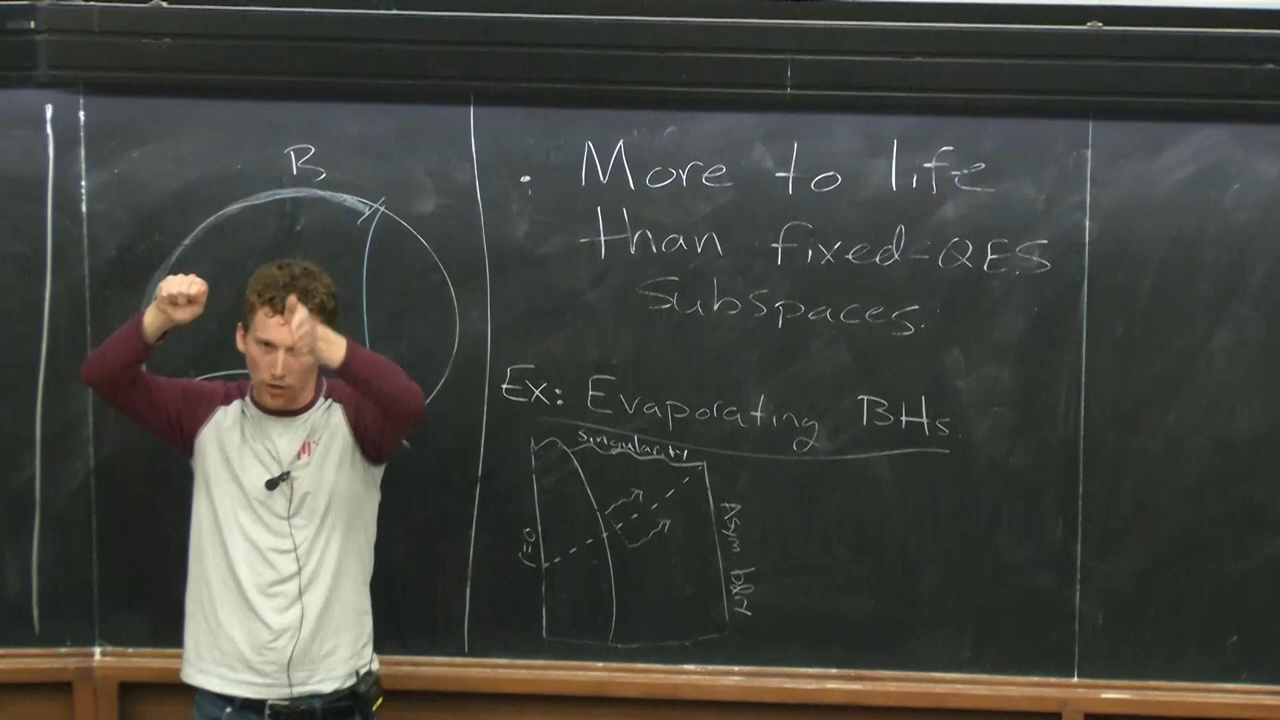 B
• More to life
than fixed-QES
Subspaces.
Ex: Evaporating BHs
Singularity
r=0
Asym bdry